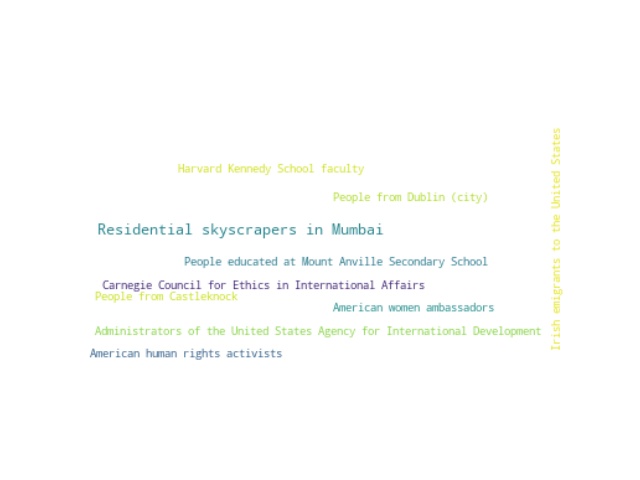 Harvard Kennedy School faculty
People from Dublin (city)
Residential skyscrapers in Mumbai
People educated at Mount Anville Secondary School
Carnegie Council for Ethics in International Affairs
People from Castleknock
American women ambassadors
Administrators of the United States Agency for International Development
American human rights activists
Irish emigrants to the United States